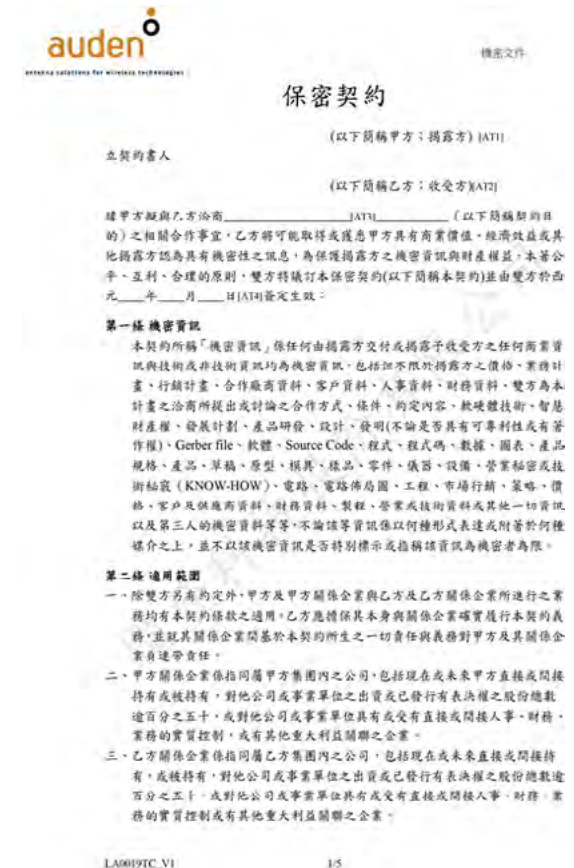 auden
antenna solutions for wireless technologies
機密文件
保密契約
(以下簡稱甲方；揭露方) [AT1]
立契約書人
(以下簡稱乙方；收受方)[AT2]
緣甲方擬與乙方洽商____________[AT3]____________（以下簡稱契約目
的）之相關合作事宜，乙方將可能取得或獲悉甲方具有商業價值、經濟效益或其
他揭露方認為具有機密性之訊息，為保護揭露方之機密資訊與財產權益，本著公
平、互利、合理的原則，雙方特議訂本保密契約(以下簡稱本契約)並由雙方於西
元____年____月____日[AT4]簽定生效：
第一條 機密資訊
本契約所稱「機密資訊」係任何由揭露方交付或揭露予收受方之任何商業資
訊與技術或非技術資訊均為機密資訊，包括但不限於揭露方之價格、業務計
畫、行銷計畫、合作廠商資料、客戶資料、人事資料、財務資料、雙方為本
計畫之洽商所提出或討論之合作方式、條件、約定內容、軟硬體技術、智慧
財產權、發展計劃、產品研發、設計、發明(不論是否具有可專利性或有著
作權)、Gerber file、軟體、Source Code、程式、程式碼、數據、圖表、產品
規格、產品、草稿、原型、模具、樣品、零件、儀器、設備、營業秘密或技
術秘竅（KNOW-HOW）、電路、電路佈局圖、工程、市場行銷、策略、價
格、客戶及供應商資料、財務資料、製程、營業或技術資料或其他一切資訊
以及第三人的機密資料等等，不論該等資訊係以何種形式表達或附著於何種
媒介之上，並不以該機密資訊是否特別標示或指稱該資訊為機密者為限。
第二條 適用範圍
一、除雙方另有約定外，甲方及甲方關係企業與乙方及乙方關係企業所進行之業
務均有本契約條款之適用。乙方應擔保其本身與關係企業確實履行本契約義
務，並就其關係企業間基於本契約所生之一切責任與義務對甲方及其關係企
業負連帶責任。
二、甲方關係企業係指同屬甲方集團內之公司，包括現在或未來甲方直接或間接
持有或被持有，對他公司或事業單位之出資或已發行有表決權之股份總數
逾百分之五十，或對他公司或事業單位具有或受有直接或間接人事、財務、
業務的實質控制，或有其他重大利益關聯之企業。
三、乙方關係企業係指同屬乙方集團內之公司，包括現在或未來直接或間接持
有，或被持有，對他公司或事業單位之出資或已發行有表決權之股份總數逾
百分之五十，或對他公司或事業單位具有或受有直接或間接人事、財務、業
務的實質控制或有其他重大利益關聯之企業。
LA0019TC_V1
1/5